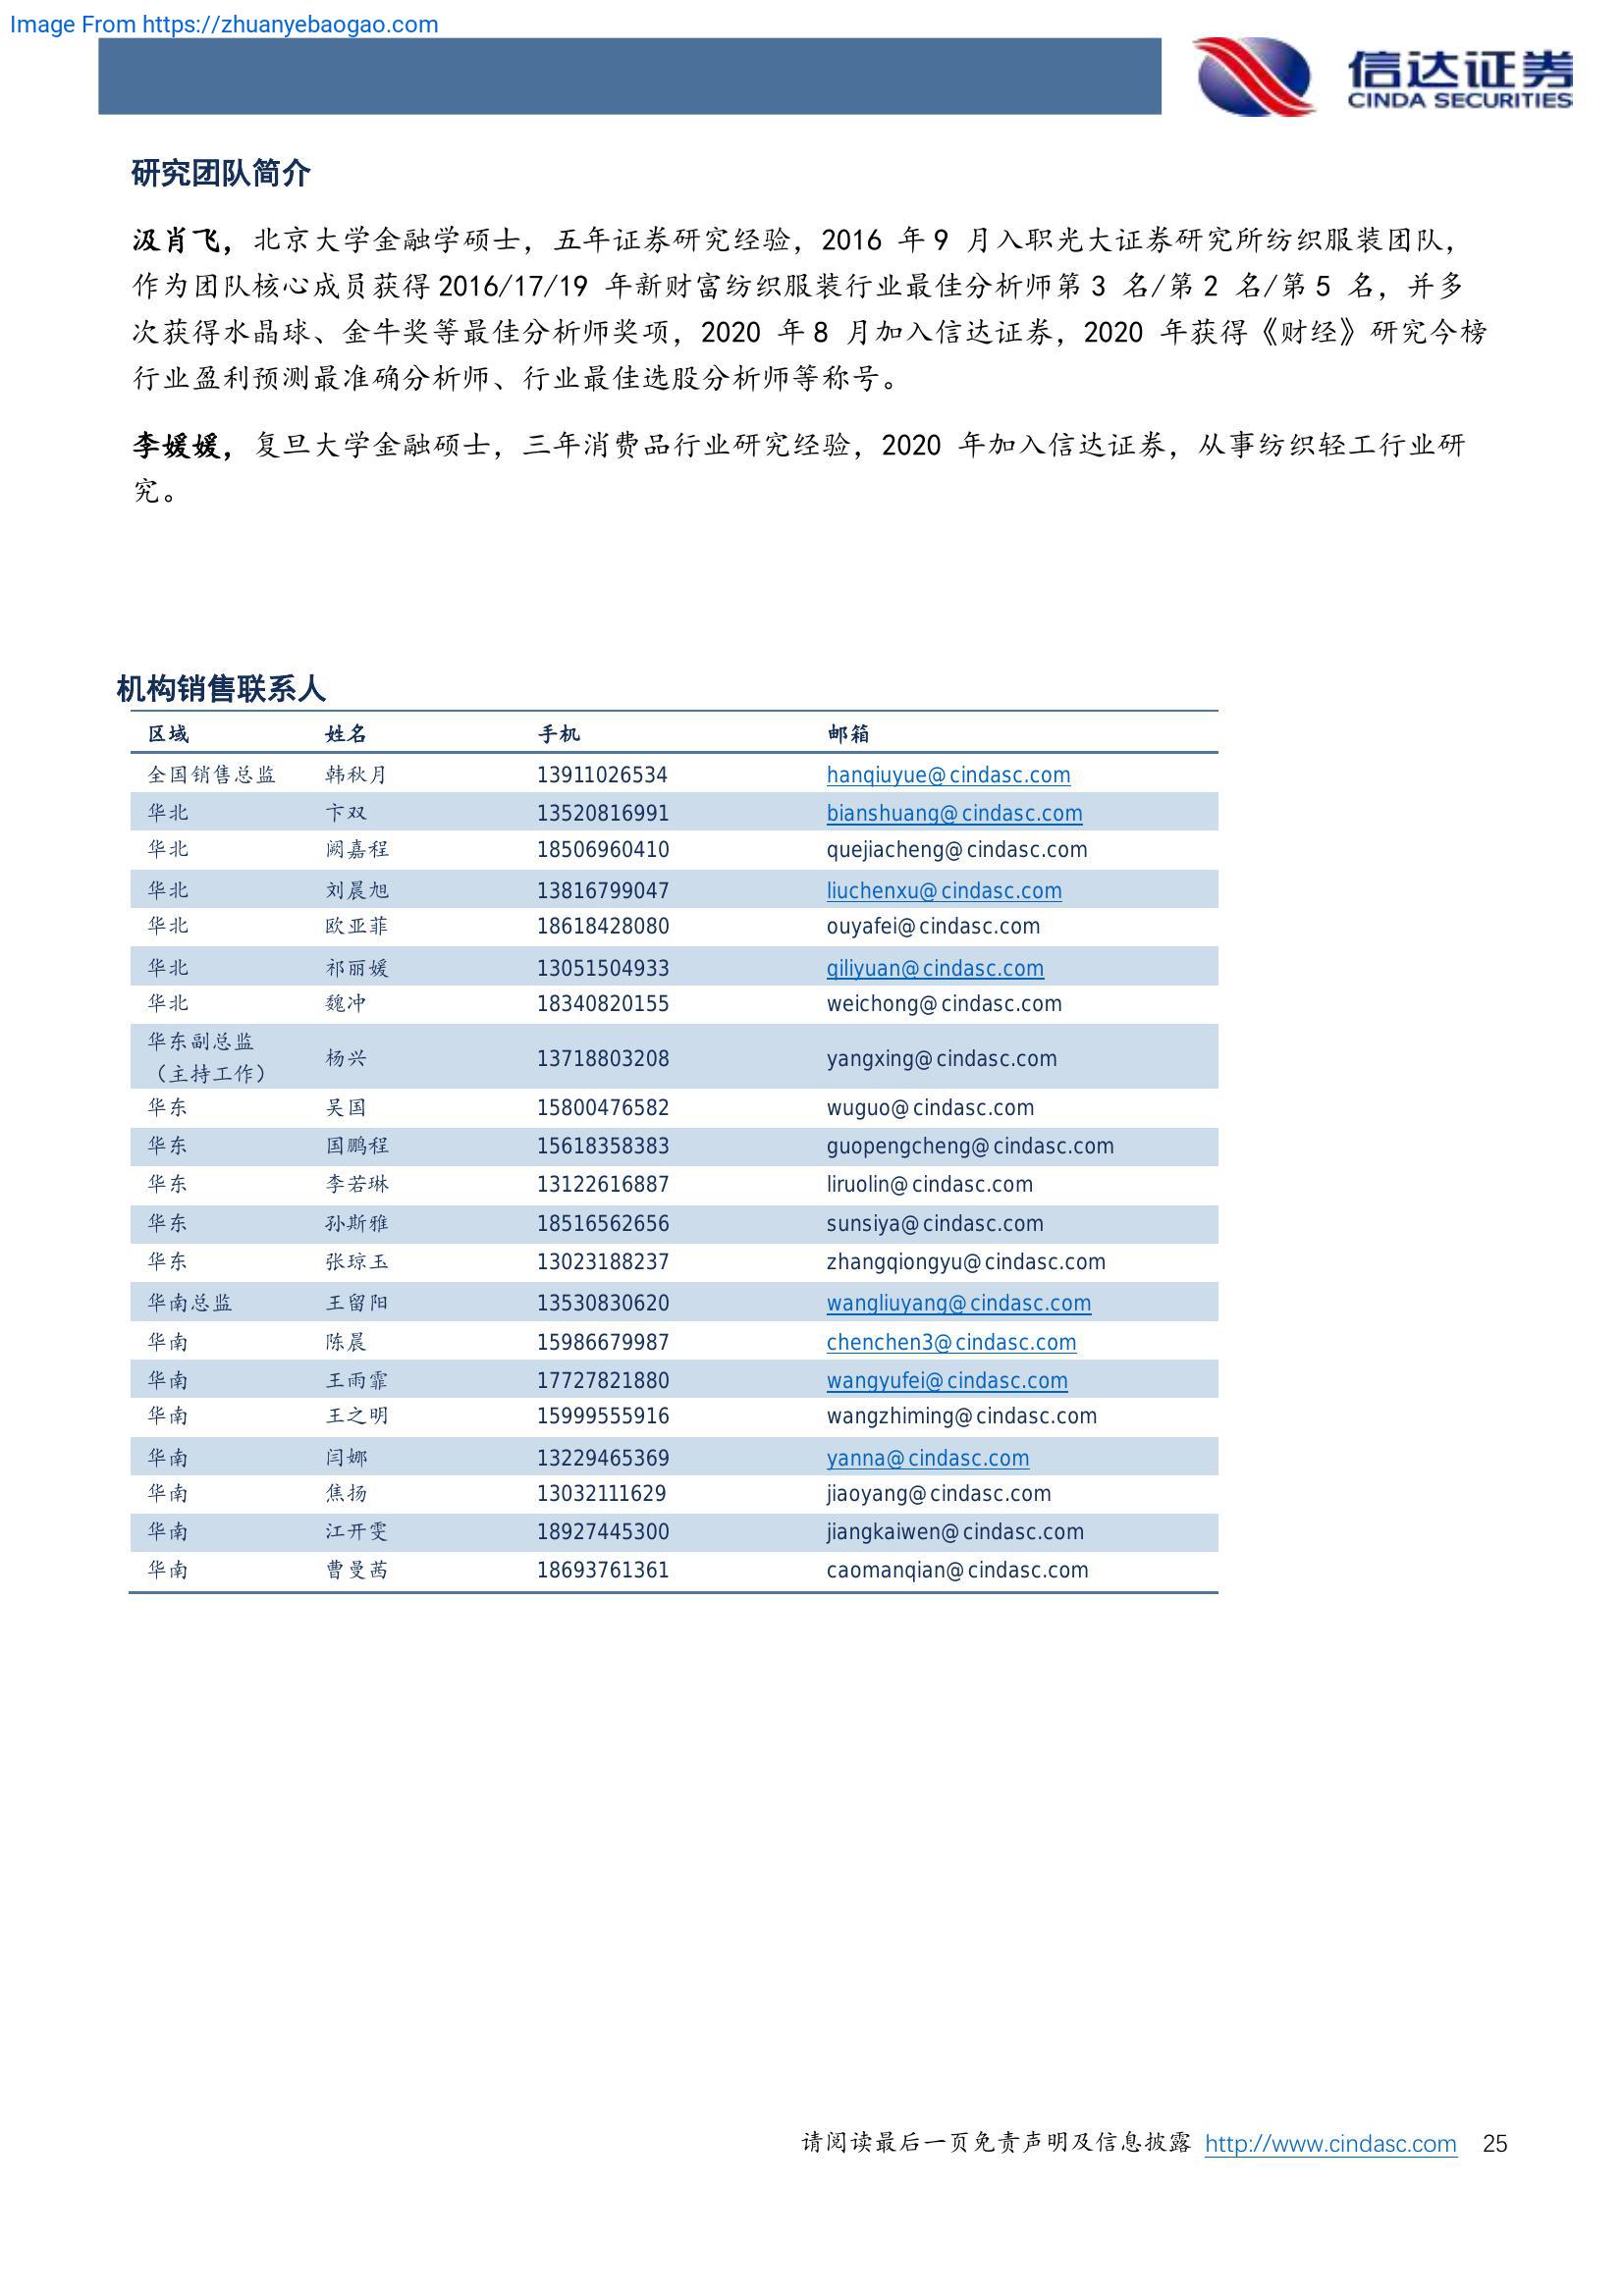 Image From https://zhuanyebaogao.com
信达证券
CINDA SECURITIES
研究团队简介
汲肖飞，北京大学金融学硕士，五年证券研究经验，2016 年 9 月入职光大证券研究所纺织服装团队，
作为团队核心成员获得 2016/17/19 年新财富纺织服装行业最佳分析师第 3 名/第 2 名/第 5 名，并多
次获得水晶球、金牛奖等最佳分析师奖项，2020 年 8 月加入信达证券，2020 年获得《财经》研究今榜
行业盈利预测最准确分析师、行业最佳选股分析师等称号。
李媛媛，复旦大学金融硕士，三年消费品行业研究经验，2020 年加入信达证券，从事纺织轻工行业研
究。
机构销售联系人
区域 姓名 手机 邮箱
全国销售总监 韩秋月 13911026534 hanqiuyue@cindasc.com
华北 卞双 13520816991 bianshuang@cindasc.com
华北 阙嘉程 18506960410 quejiacheng@cindasc.com
华北 刘晨旭 13816799047 liuchenxu@cindasc.com
华北 欧亚菲 18618428080 ouyafei@cindasc.com
华北 祁丽媛 13051504933 qiliyuan@cindasc.com
华北 魏冲 18340820155 weichong@cindasc.com
华东副总监
（主持工作） 杨兴 13718803208 yangxing@cindasc.com
华东 吴国 15800476582 wuguo@cindasc.com
华东 国鹏程 15618358383 guopengcheng@cindasc.com
华东 李若琳 13122616887 liruolin@cindasc.com
华东 孙斯雅 18516562656 sunsiya@cindasc.com
华东 张琼玉 13023188237 zhangqiongyu@cindasc.com
华南总监 王留阳 13530830620 wangliuyang@cindasc.com
华南 陈晨 15986679987 chenchen3@cindasc.com
华南 王雨霏 17727821880 wangyufei@cindasc.com
华南 王之明 15999555916 wangzhiming@cindasc.com
华南 闫娜 13229465369 yanna@cindasc.com
华南 焦扬 13032111629 jiaoyang@cindasc.com
华南 江开雯 18927445300 jiangkaiwen@cindasc.com
华南 曹曼茜 18693761361 caomanqian@cindasc.com
请阅读最后一页免责声明及信息披露 http://www.cindasc.com 25